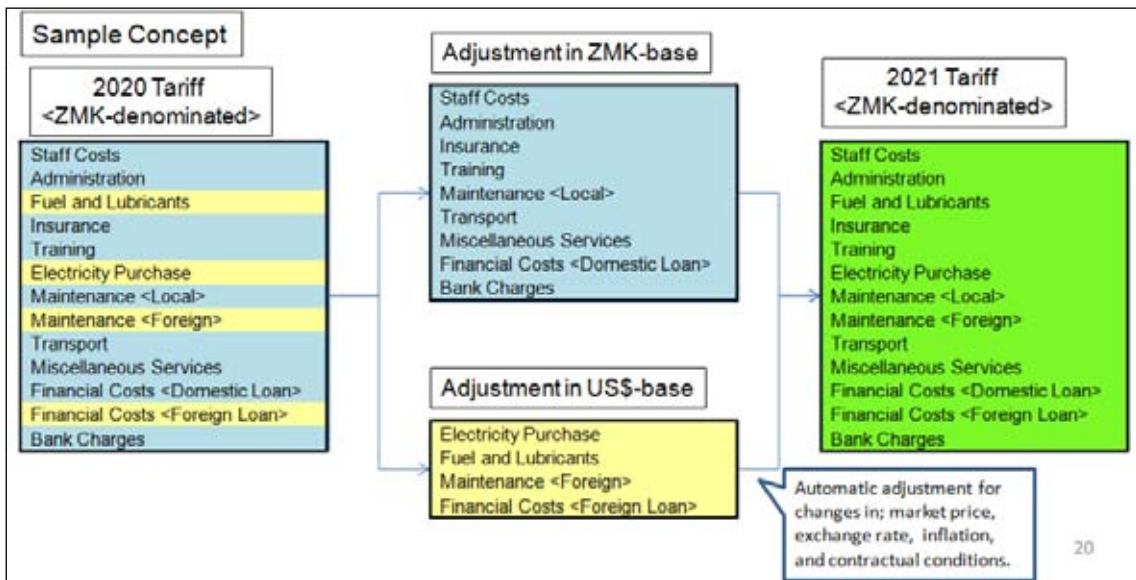 Sample Concept
2020 Tariff
<ZMK-denominated>
Staff Costs
Administration
Fuel and Lubricants
Insurance
Training
Electricity Purchase
Maintenance <Local>
Maintenance <Foreign>
Transport
Miscellaneous Services
Financial Costs <Domestic Loan>
Financial Costs <Foreign Loan>
Bank Charges
Adjustment in ZMK-base
Staff Costs
Administration
Insurance
Training
Maintenance <Local>
Transport
Miscellaneous Services
Financial Costs <Domestic Loan>
Bank Charges
Adjustment in US$-base
Electricity Purchase
Fuel and Lubricants
Maintenance <Foreign>
Financial Costs <Foreign Loan>
2021 Tariff
<ZMK-denominated>
Staff Costs
Administration
Fuel and Lubricants
Insurance
Training
Electricity Purchase
Maintenance <Local>
Maintenance <Foreign>
Transport
Miscellaneous Services
Financial Costs <Domestic Loan>
Financial Costs <Foreign Loan>
Bank Charges
Automatic adjustment for
changes in; market price,
exchange rate, inflation,
and contractual conditions.
20